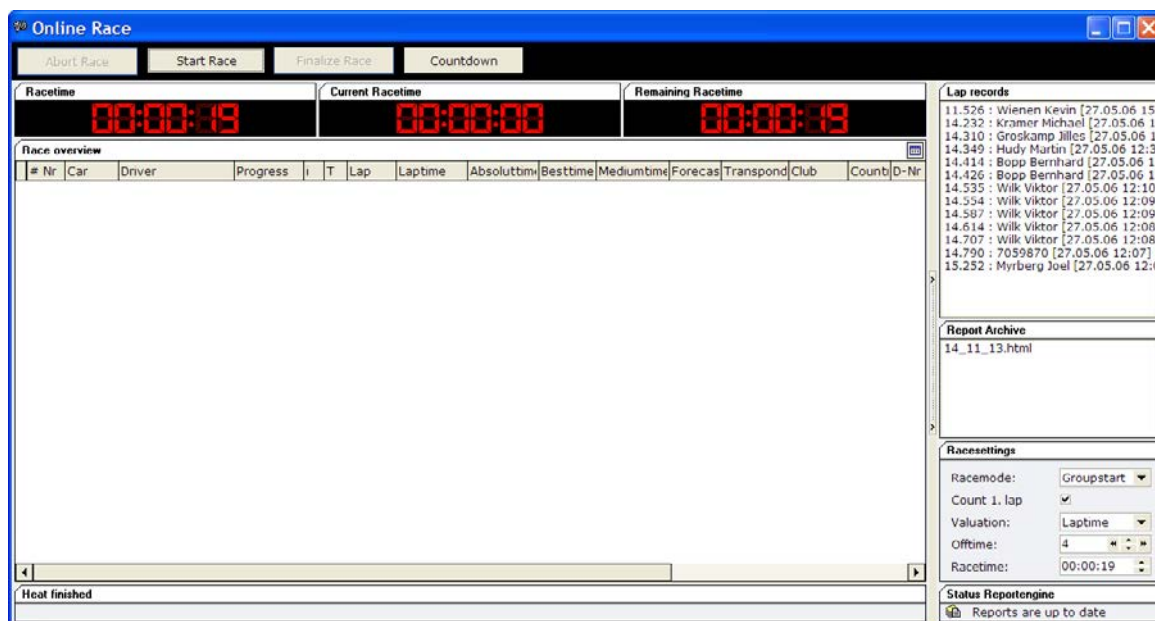 Online Race
Abort Race Start Race Finalize Race Countdown
Racetime Current Racetime Remaining Racetime
00:00:19 00:00:00 00:00:19
Race overview
# Nr Car Driver Progress T Lap Laptime Absoluttim Besttime Mediumtime Forecas Transpond Club Counti D-Nr
Heat finished
Lap records
11.526 : Wienen Kevin [27.05.06 15
14.232 : Kramer Michael [27.05.06 1
14.310 : Groskamp Jilles [27.05.06 1
14.349 : Hudy Martin [27.05.06 12:3
14.414 : Bopp Bernhard [27.05.06 1
14.426 : Bopp Bernhard [27.05.06 1
14.535 : Wilk Viktor [27.05.06 12:10
14.554 : Wilk Viktor [27.05.06 12:09
14.587 : Wilk Viktor [27.05.06 12:09
14.614 : Wilk Viktor [27.05.06 12:08
14.707 : Wilk Viktor [27.05.06 12:08
14.790 : 7059870 [27.05.06 12:07]
15.252 : Myrberg Joel [27.05.06 12:0
Report Archive
14_11_13.html
Racesettings
Racemode: Groupstart
Count 1. lap
Valuation: Laptime
Offtime: 4
Racetime: 00:00:19
Status Reportengine
Reports are up to date